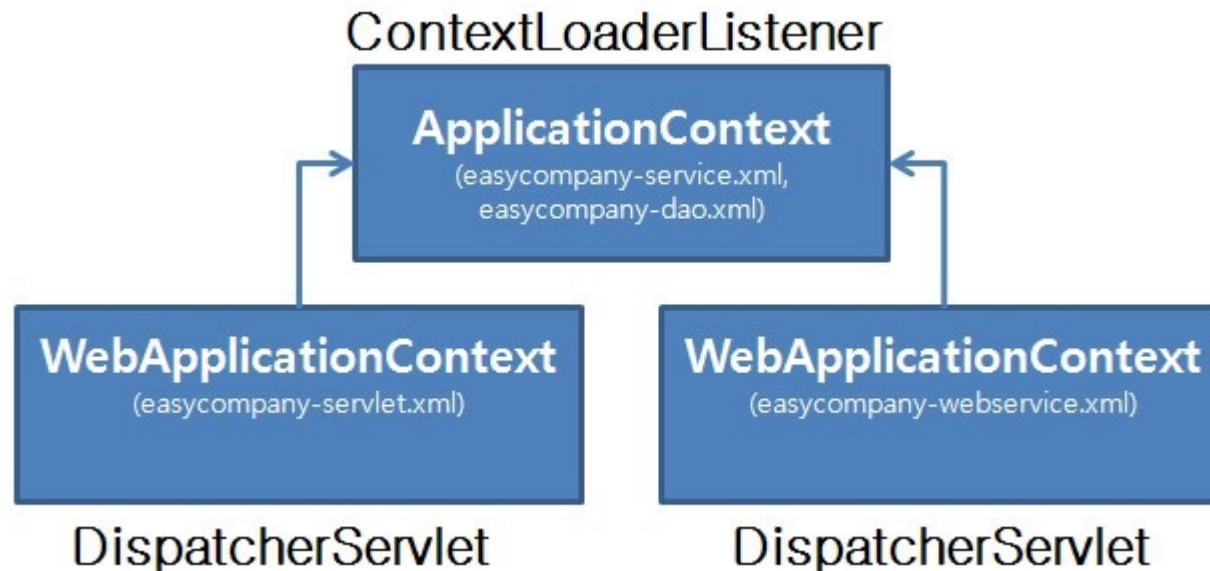 ContextLoaderListener
ApplicationContext
(easycompany-service.xml,
easycompany-dao.xml)
WebApplicationContext
(easycompany-servlet.xml)
DispatcherServlet
WebApplicationContext
(easycompany-webservice.xml)
DispatcherServlet